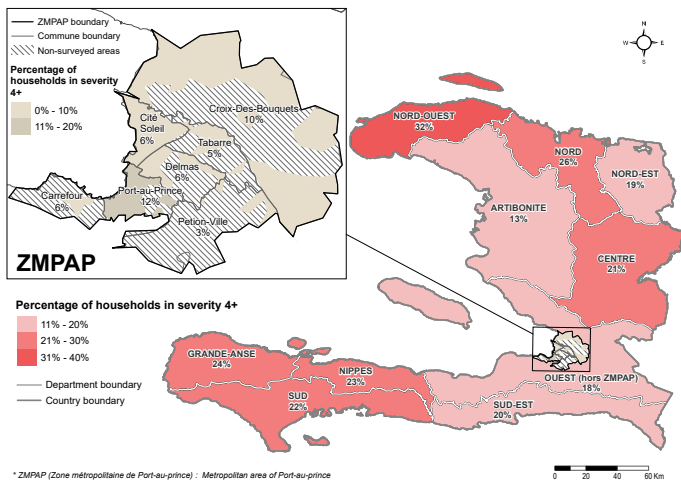 ZMPAP boundary
Commune boundary
Non-surveyed areas
Percentage of
households in severity
4+
0% - 10%
11% - 20%
Croix-Des-Bouquets
10%
Cité
Soleil
6%
Tabarre
5%
Delmas
6%
Port-au-Prince
12%
Carrefour
6%
Petion-Ville
3%
ZMPAP
N
W
E
S
NORD-OUEST
32%
NORD
26%
NORD-EST
19%
ARTIBONITE
13%
CENTRE
21%
Percentage of households in severity 4+
11% - 20%
21% - 30%
31% - 40%
Department boundary
Country boundary
GRANDE-ANSE
24%
NIPPES
23%
SUD
22%
OUEST (hors ZMPAP)
18%
SUD-EST
20%
* ZMPAP (Zone métropolitaine de Port-au-prince) : Metropolitan area of Port-au-prince
0 20 40 60 Km